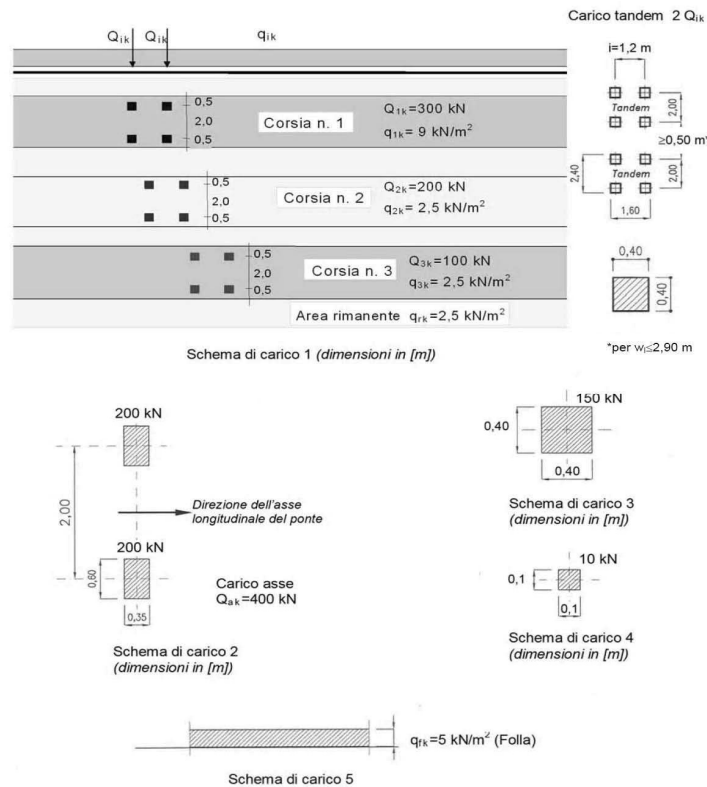 Carico tandem 2 Qik
Qik Qik qik
i=1,2 m
0,5
2,0
0,5
Corsia n. 1
Q1k=300 kN
q1k= 9 kN/m²
Tandem
2,00
≥0,50 m*
Tandem
2,00
2,40
1,60
0,5
2,0
0,5
Corsia n. 2
Q2k=200 kN
q2k= 2,5 kN/m²
0,5
2,0
0,5
Corsia n. 3
Q3k=100 kN
q3k= 2,5 kN/m²
0,40
0,40
Area rimanente qrk=2,5 kN/m²
Schema di carico 1 (dimensioni in [m])
*per wl≤2,90 m
200 kN
2,00
Direzione dell'asse
longitudinale del ponte
200 kN
0,60
0,35
Carico asse
Qak=400 kN
Schema di carico 2
(dimensioni in [m])
150 kN
0,40
0,40
Schema di carico 3
(dimensioni in [m])
10 kN
0,1
0,1
Schema di carico 4
(dimensioni in [m])
qfk=5 kN/m² (Folla)
Schema di carico 5